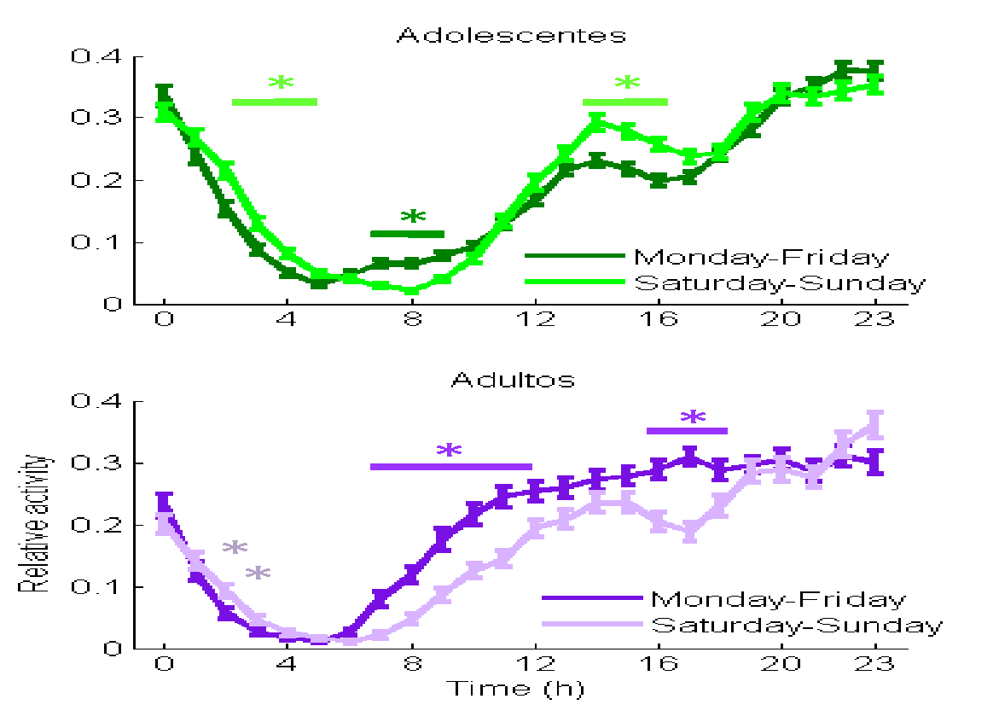 Adolescentes
0.4
*
*
0.3
0.2
*
0.1
Monday-Friday
Saturday-Sunday
0
0 4 8 12 16 20 23
Adultos
0.4
*
*
0.3
Relative activity
0.2
*
*
0.1
Monday-Friday
Saturday-Sunday
0
0 4 8 12 16 20 23
Time (h)